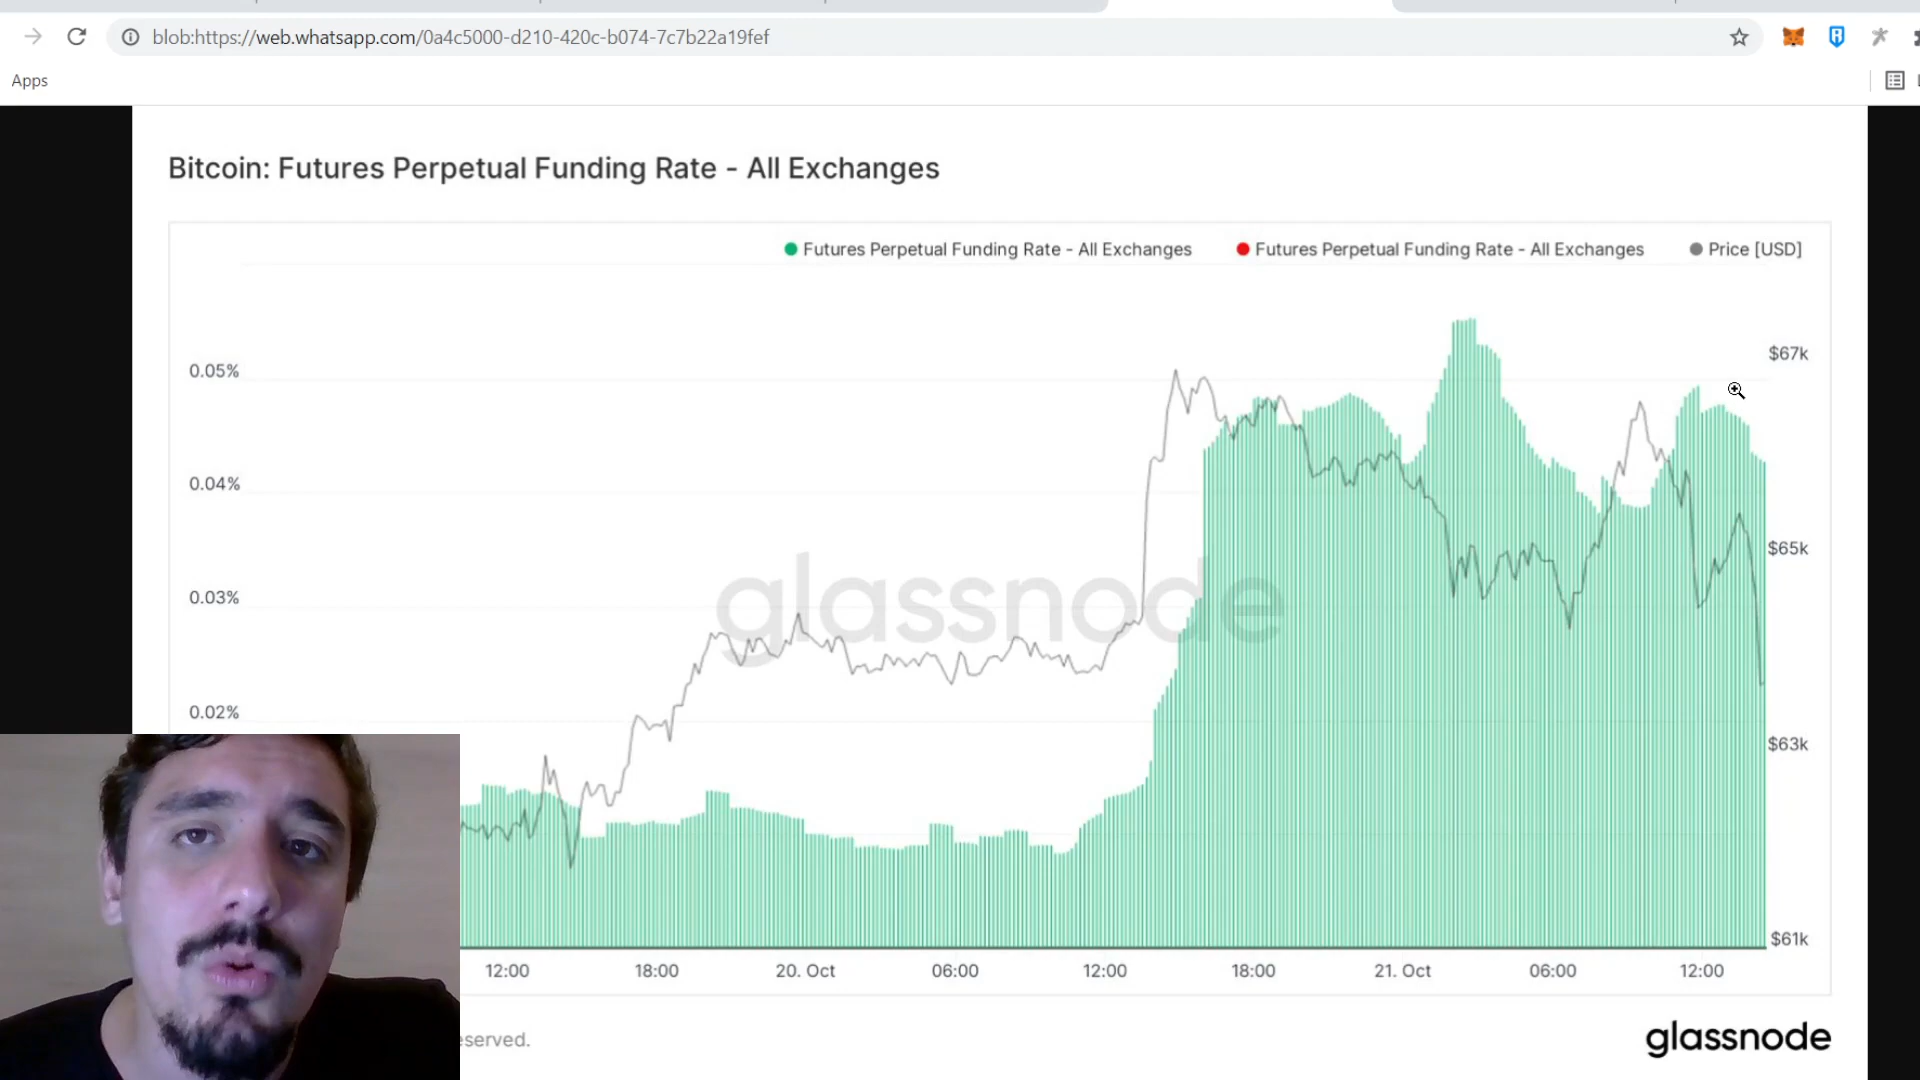 blob:https://web.whatsapp.com/0a4c5000-d210-420c-b074-7c7b22a19fef
Apps
Bitcoin: Futures Perpetual Funding Rate - All Exchanges
Futures Perpetual Funding Rate - All Exchanges
Futures Perpetual Funding Rate - All Exchanges
Price [USD]
0.05%
0.04%
0.03%
0.02%
$67k
$65k
$63k
$61k
glassnode
12:00
18:00
20. Oct
06:00
12:00
18:00
21. Oct
06:00
12:00
eserved.
glassnode